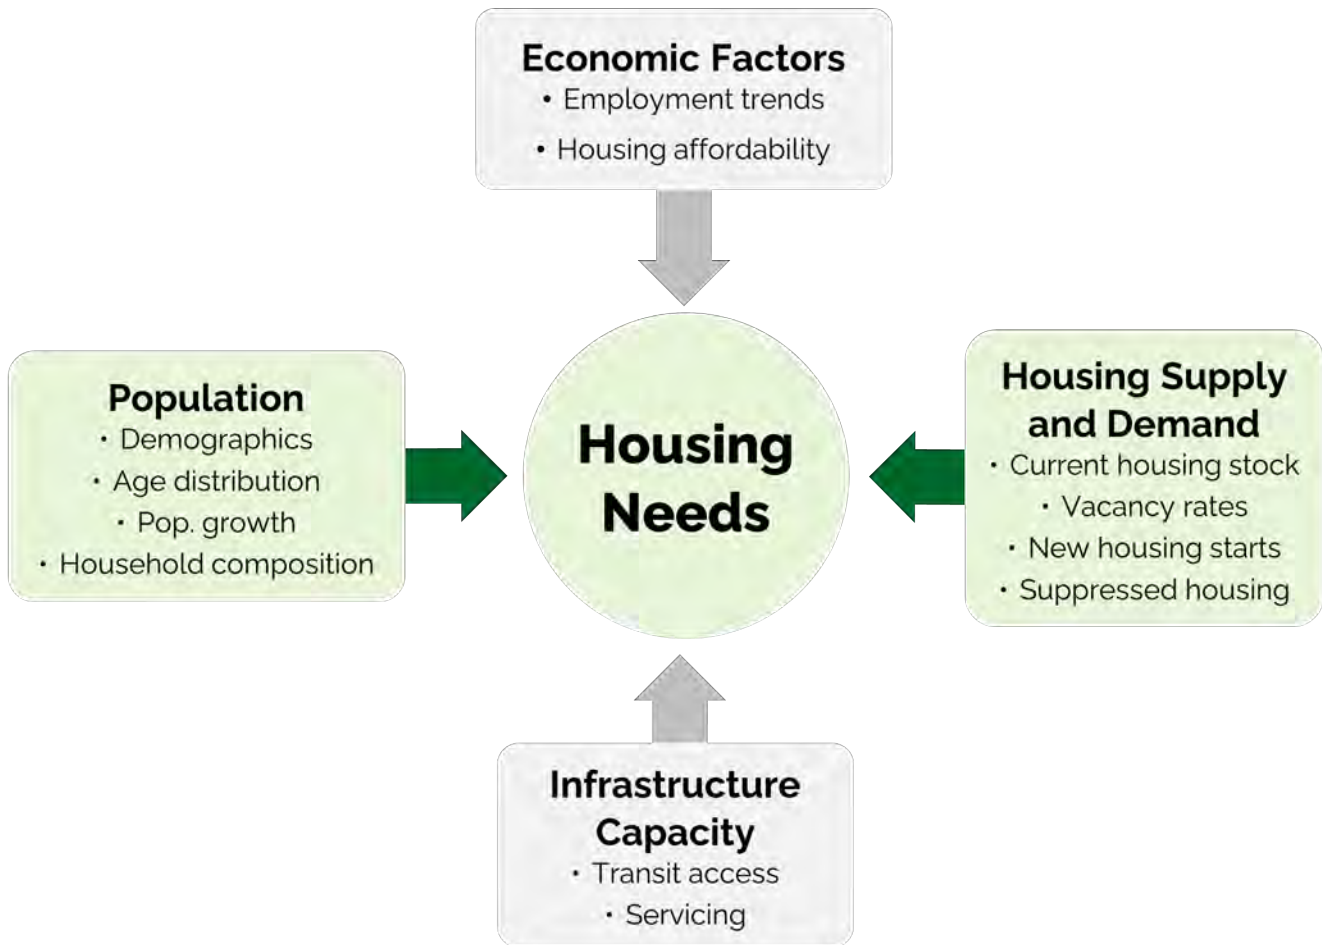 Economic Factors
• Employment trends
• Housing affordability
Population
• Demographics
• Age distribution
• Pop. growth
• Household composition
Housing
Needs
Housing Supply
and Demand
• Current housing stock
• Vacancy rates
• New housing starts
• Suppressed housing
Infrastructure
Capacity
• Transit access
• Servicing